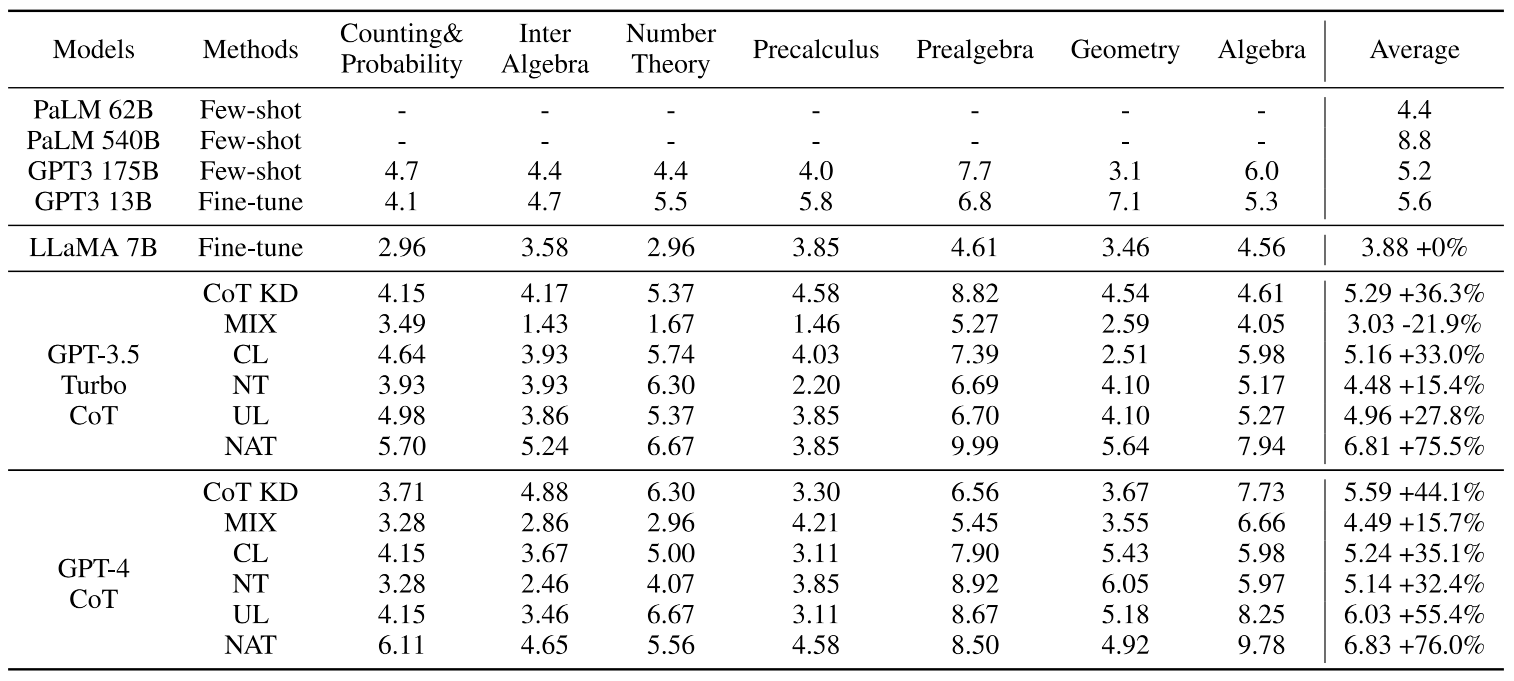 Models Methods Counting& Probability Inter Algebra Number Theory Precalculus Prealgebra Geometry Algebra Average
PaLM 62B Few-shot - - - - - - - 4.4
PaLM 540B Few-shot - - - - - - - 8.8
GPT3 175B Few-shot 4.7 4.4 4.4 4.0 7.7 3.1 6.0 5.2
GPT3 13B Fine-tune 4.1 4.7 5.5 5.8 6.8 7.1 5.3 5.6
LLaMA 7B Fine-tune 2.96 3.58 2.96 3.85 4.61 3.46 4.56 3.88 +0%
GPT-3.5 Turbo CoT
CoT KD 4.15 4.17 5.37 4.58 8.82 4.54 4.61 5.29 +36.3%
MIX 3.49 1.43 1.67 1.46 5.27 2.59 4.05 3.03 -21.9%
CL 4.64 3.93 5.74 4.03 7.39 2.51 5.98 5.16 +33.0%
NT 3.93 3.93 6.30 2.20 6.69 4.10 5.17 4.48 +15.4%
UL 4.98 3.86 5.37 3.85 6.70 4.10 5.27 4.96 +27.8%
NAT 5.70 5.24 6.67 3.85 9.99 5.64 7.94 6.81 +75.5%
GPT-4 CoT
CoT KD 3.71 4.88 6.30 3.30 6.56 3.67 7.73 5.59 +44.1%
MIX 3.28 2.86 2.96 4.21 5.45 3.55 6.66 4.49 +15.7%
CL 4.15 3.67 5.00 3.11 7.90 5.43 5.98 5.24 +35.1%
NT 3.28 2.46 4.07 3.85 8.92 6.05 5.97 5.14 +32.4%
UL 4.15 3.46 6.67 3.11 8.67 5.18 8.25 6.03 +55.4%
NAT 6.11 4.65 5.56 4.58 8.50 4.92 9.78 6.83 +76.0%